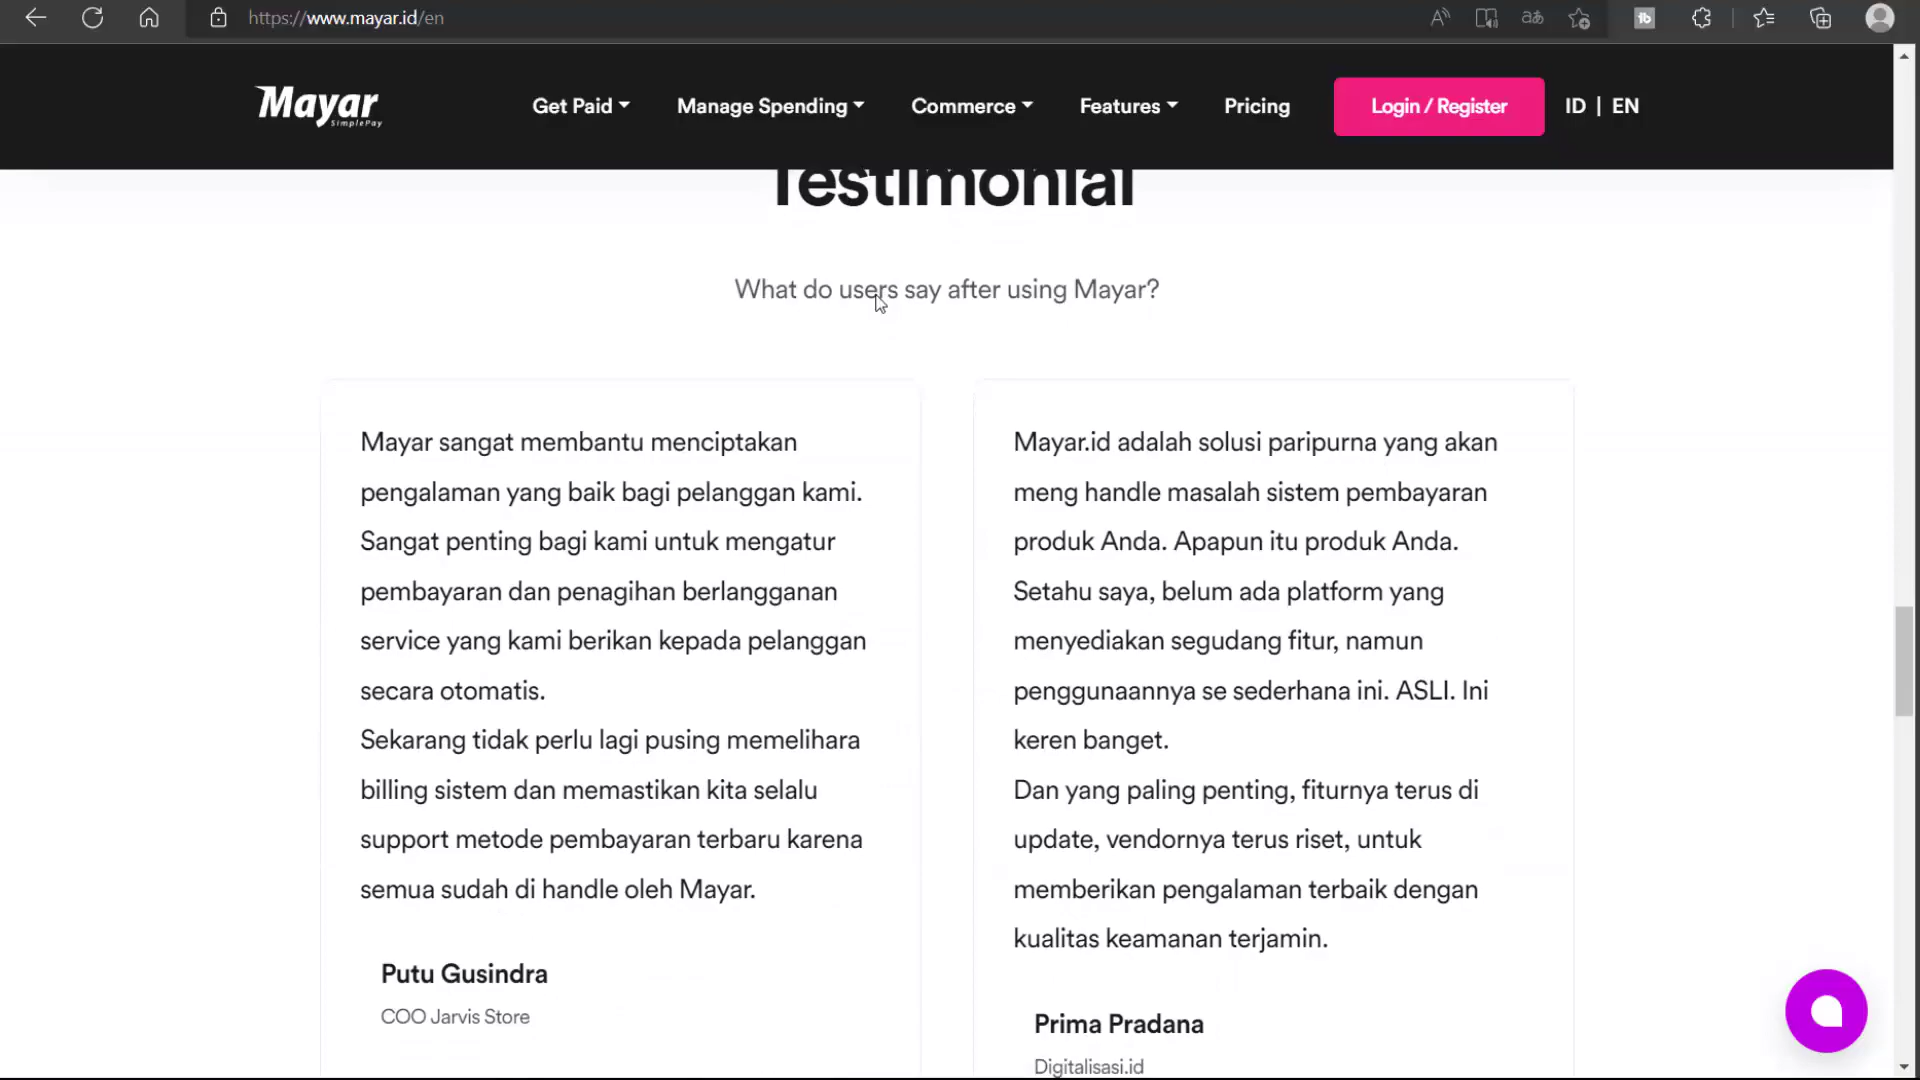 https://www.mayar.id/en
Mayar
SimplePay
Get Paid
Manage Spending
Commerce
Features
Pricing
Login / Register
ID | EN
Testimonial
What do users say after using Mayar?
Mayar sangat membantu menciptakan
pengalaman yang baik bagi pelanggan kami.
Sangat penting bagi kami untuk mengatur
pembayaran dan penagihan berlangganan
service yang kami berikan kepada pelanggan
secara otomatis.
Sekarang tidak perlu lagi pusing memelihara
billing sistem dan memastikan kita selalu
support metode pembayaran terbaru karena
semua sudah di handle oleh Mayar.
Putu Gusindra
COO Jarvis Store
Mayar.id adalah solusi paripurna yang akan
meng handle masalah sistem pembayaran
produk Anda. Apapun itu produk Anda.
Setahu saya, belum ada platform yang
menyediakan segudang fitur, namun
penggunaannya se sederhana ini. ASLI. Ini
keren banget.
Dan yang paling penting, fiturnya terus di
update, vendornya terus riset, untuk
memberikan pengalaman terbaik dengan
kualitas keamanan terjamin.
Prima Pradana
Digitalisasi.id